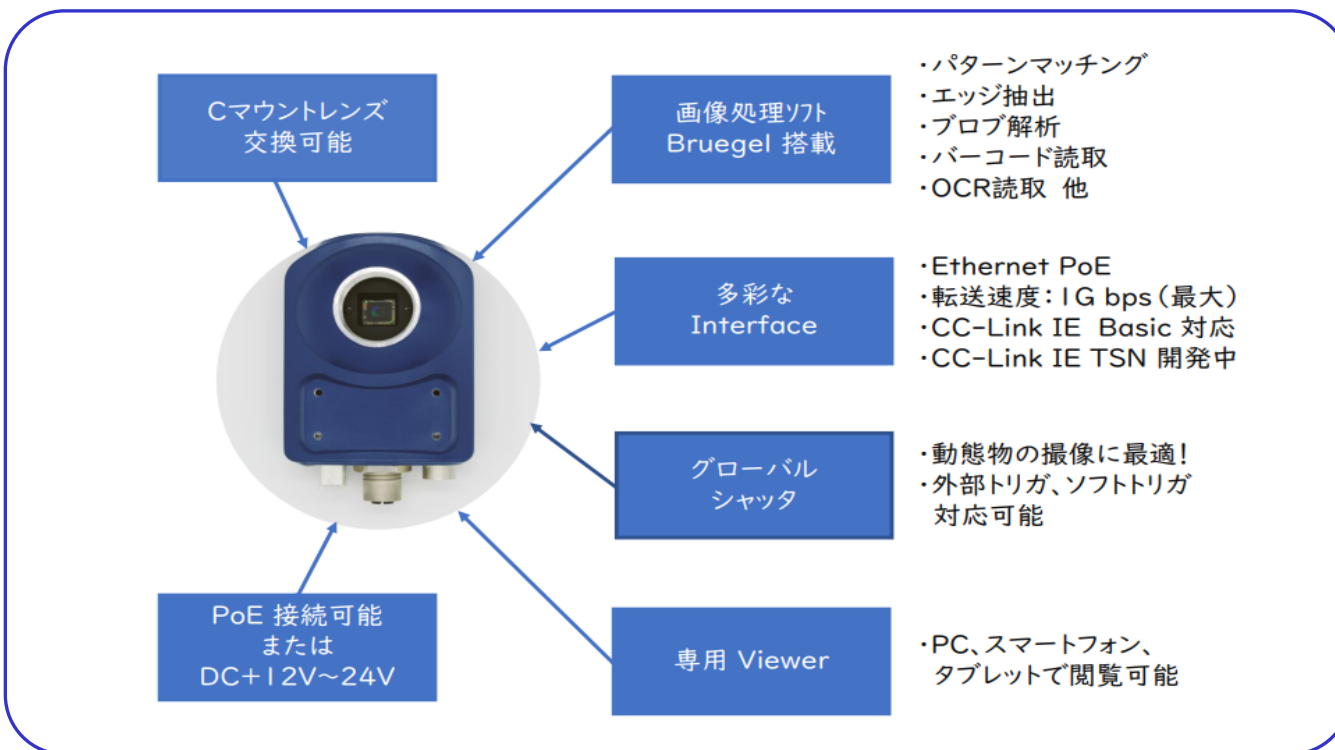 Cマウントレンズ
交換可能
画像処理ソフト
Bruegel 搭載
・パターンマッチング
・エッジ抽出
・ブロブ解析
・バーコード読取
・OCR読取 他
多彩な
Interface
・Ethernet PoE
・転送速度：1G bps（最大）
・CC-Link IE Basic 対応
・CC-Link IE TSN 開発中
グローバル
シャッタ
・動態物の撮像に最適！
・外部トリガ、ソフトトリガ
対応可能
PoE 接続可能
または
DC+12V～24V
専用 Viewer
・PC、スマートフォン、
タブレットで閲覧可能